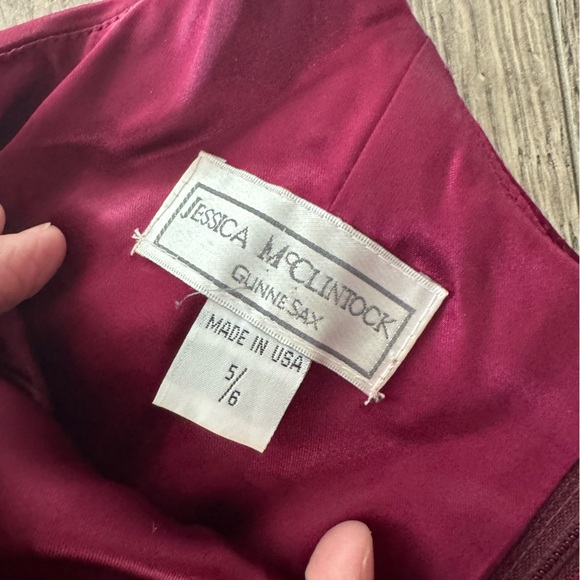 JESSICA McCLINTOCK
GUNNE SAX
MADE IN USA
5/
/6